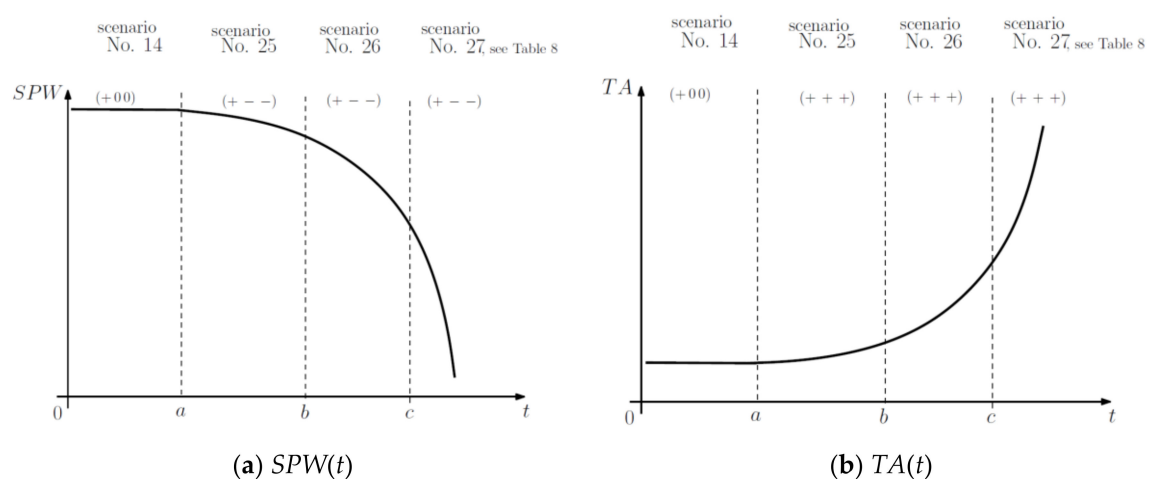 scenario
No. 14
scenario
No. 25
scenario
No. 26
scenario
No. 27, see Table 8
SPW
(+00)
(+ − −)
(+ − −)
(+ − −)
0
a
b
c
t
(a) SPW(t)
scenario
No. 14
scenario
No. 25
scenario
No. 26
scenario
No. 27, see Table 8
TA
(+00)
(+ + +)
(+ + +)
(+ + +)
0
a
b
c
t
(b) TA(t)